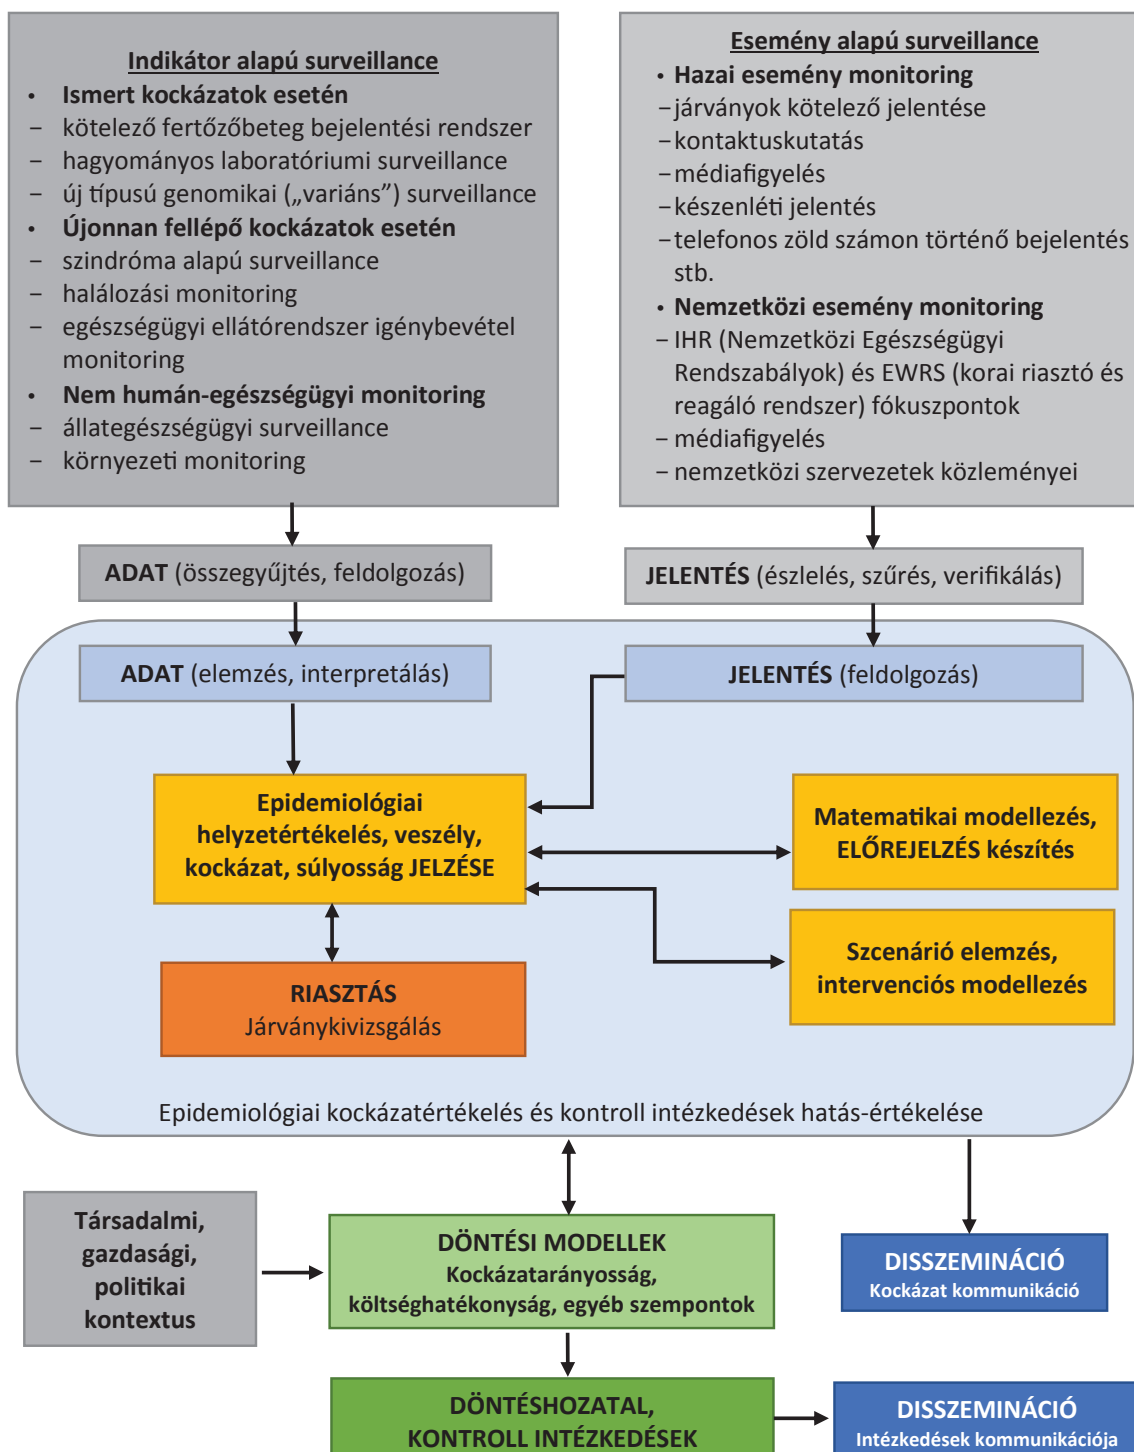 Indikátor alapú surveillance
• Ismert kockázatok esetén
– kötelező fertőzőbeteg bejelentési rendszer
– hagyományos laboratóriumi surveillance
– új típusú genomikai („variáns”) surveillance
• Újonnan fellépő kockázatok esetén
– szindróma alapú surveillance
– halálozási monitoring
– egészségügyi ellátórendszer igénybevétel
monitoring
• Nem humán-egészségügyi monitoring
– állategészségügyi surveillance
– környezeti monitoring
Esemény alapú surveillance
• Hazai esemény monitoring
– járványok kötelező jelentése
– kontaktuskutatás
– médiafigyelés
– készenléti jelentés
– telefonos zöld számon történő bejelentés
stb.
• Nemzetközi esemény monitoring
– IHR (Nemzetközi Egészségügyi
Rendszabályok) és EWRS (korai riasztó és
reagáló rendszer) fókuszpontok
– médiafigyelés
– nemzetközi szervezetek közleményei
ADAT (összegyűjtés, feldolgozás)
JELENTÉS (észlelés, szűrés, verifikálás)
ADAT (elemzés, interpretálás)
JELENTÉS (feldolgozás)
Epidemiológiai
helyzetértékelés, veszély,
kockázat, súlyosság JELZÉSE
Matematikai modellezés,
ELŐREJELZÉS készítés
Szcenárió elemzés,
intervenciós modellezés
RIASZTÁS
Járványkivizsgálás
Epidemiológiai kockázatértékelés és kontroll intézkedések hatás-értékelése
Társadalmi,
gazdasági,
politikai
kontextus
DÖNTÉSI MODELLEK
Kockázatarányosság,
költséghatékonyság, egyéb szempontok
DISSZEMINÁCIÓ
Kockázat kommunikáció
DÖNTÉSHOZATAL,
KONTROLL INTÉZKEDÉSEK
DISSZEMINÁCIÓ
Intézkedések kommunikációja